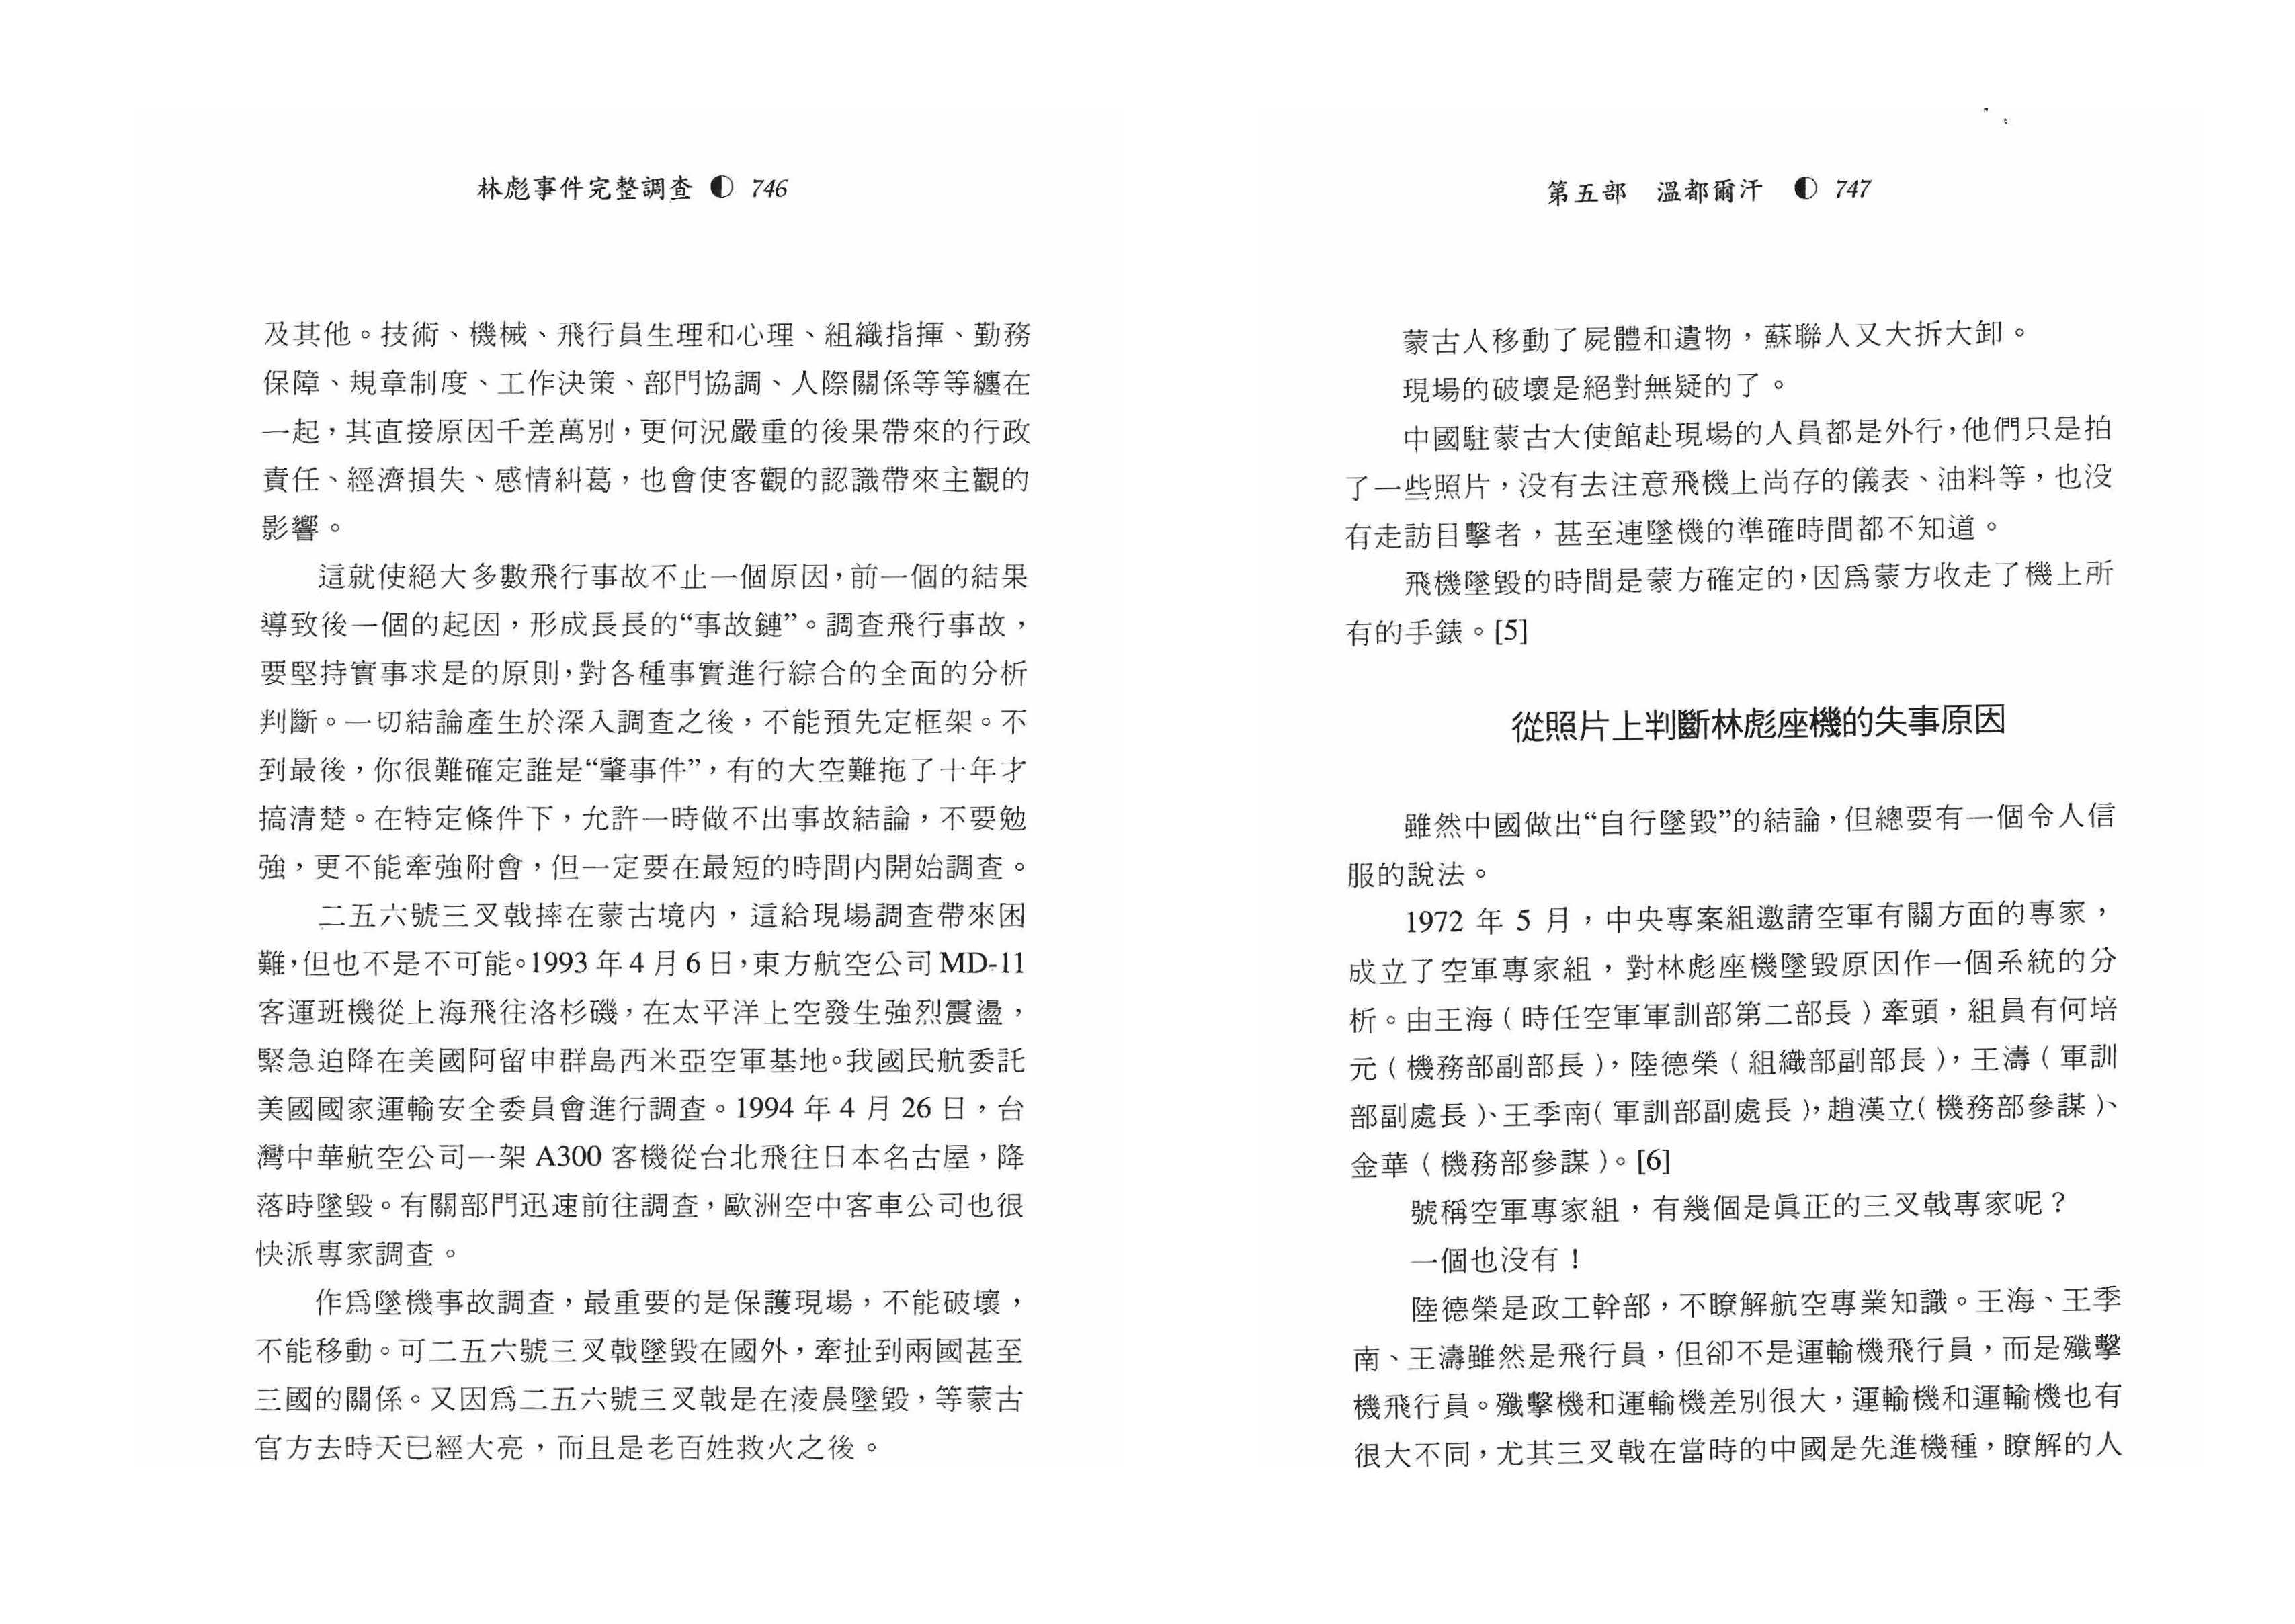 林彪事件完整調查 ◐ 746
及其他。技術、機械、飛行員生理和心理、組織指揮、勤務
保障、規章制度、工作決策、部門協調、人際關係等等纏在
一起，其直接原因千差萬別，更何況嚴重的後果帶來的行政
責任、經濟損失、感情糾葛，也會使客觀的認識帶來主觀的
影響。
這就使絕大多數飛行事故不止一個原因，前一個的結果
導致後一個的起因，形成長長的“事故鏈”。調查飛行事故，
要堅持實事求是的原則，對各種事實進行綜合的全面的分析
判斷。一切結論產生於深入調查之後，不能預先定框架。不
到最後，你很難確定誰是“肇事件”，有的大空難拖了十年才
搞清楚。在特定條件下，允許一時做不出事故結論，不要勉
強，更不能牽強附會，但一定要在最短的時間内開始調查。
二五六號三叉戟摔在蒙古境内，這給現場調查帶來困
難，但也不是不可能。1993 年 4 月 6 日，東方航空公司 MD-11
客運班機從上海飛往洛杉磯，在太平洋上空發生強烈震盪，
緊急迫降在美國阿留申群島西米亞空軍基地。我國民航委託
美國國家運輸安全委員會進行調查。1994 年 4 月 26 日，台
灣中華航空公司一架 A300 客機從台北飛往日本名古屋，降
落時墜毀。有關部門迅速前往調查，歐洲空中客車公司也很
快派專家調查。
作爲墜機事故調查，最重要的是保護現場，不能破壞，
不能移動。可二五六號三叉戟墜毀在國外，牽扯到兩國甚至
三國的關係。又因爲二五六號三叉戟是在淩晨墜毀，等蒙古
官方去時天已經大亮，而且是老百姓救火之後。
第五部 溫都爾汗 ◐ 747
蒙古人移動了屍體和遺物，蘇聯人又大拆大卸。
現場的破壞是絕對無疑的了。
中國駐蒙古大使館赴現場的人員都是外行，他們只是拍
了一些照片，没有去注意飛機上尚存的儀表、油料等，也没
有走訪目擊者，甚至連墜機的準確時間都不知道。
飛機墜毀的時間是蒙方確定的，因爲蒙方收走了機上所
有的手錶。[5]
從照片上判斷林彪座機的失事原因
雖然中國做出“自行墜毀”的結論，但總要有一個令人信
服的說法。
1972 年 5 月，中央專案組邀請空軍有關方面的專家，
成立了空軍專家組，對林彪座機墜毀原因作一個系統的分
析。由王海（時任空軍軍訓部第二部長）牽頭，組員有何培
元（機務部副部長），陸德榮（組織部副部長），王濤（軍訓
部副處長）、王季南（軍訓部副處長），趙漢立（機務部參謀）、
金華（機務部參謀）。[6]
號稱空軍專家組，有幾個是眞正的三叉戟專家呢？
一個也没有！
陸德榮是政工幹部，不瞭解航空專業知識。王海、王季
南、王濤雖然是飛行員，但卻不是運輸機飛行員，而是殲擊
機飛行員。殲擊機和運輸機差別很大，運輸機和運輸機也有
很大不同，尤其三叉戟在當時的中國是先進機種，瞭解的人